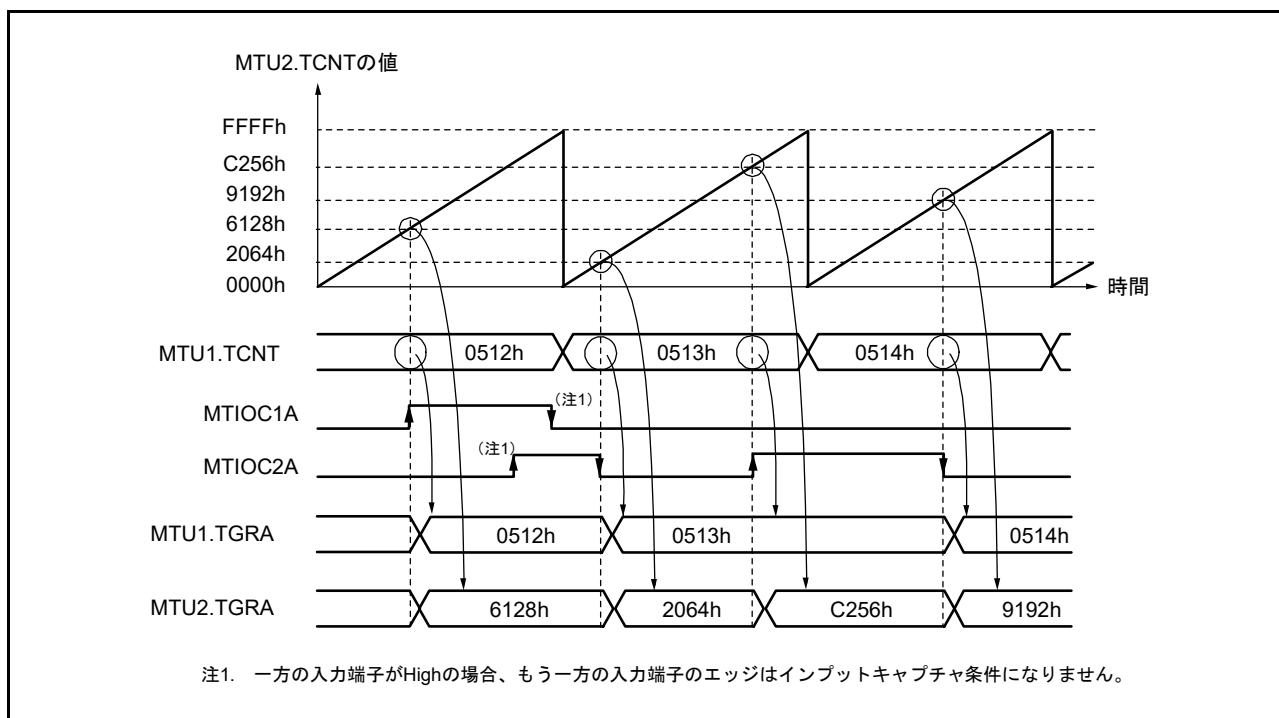 MTU2.TCNTの値
FFFFh
C256h
9192h
6128h
2064h
0000h
時間
MTU1.TCNT
0512h
0513h
0514h
MTIOC1A
（注1）
MTIOC2A
（注1）
MTU1.TGRA
0512h
0513h
0514h
MTU2.TGRA
6128h
2064h
C256h
9192h
注1. 一方の入力端子がHighの場合、もう一方の入力端子のエッジはインプットキャプチャ条件になりません。